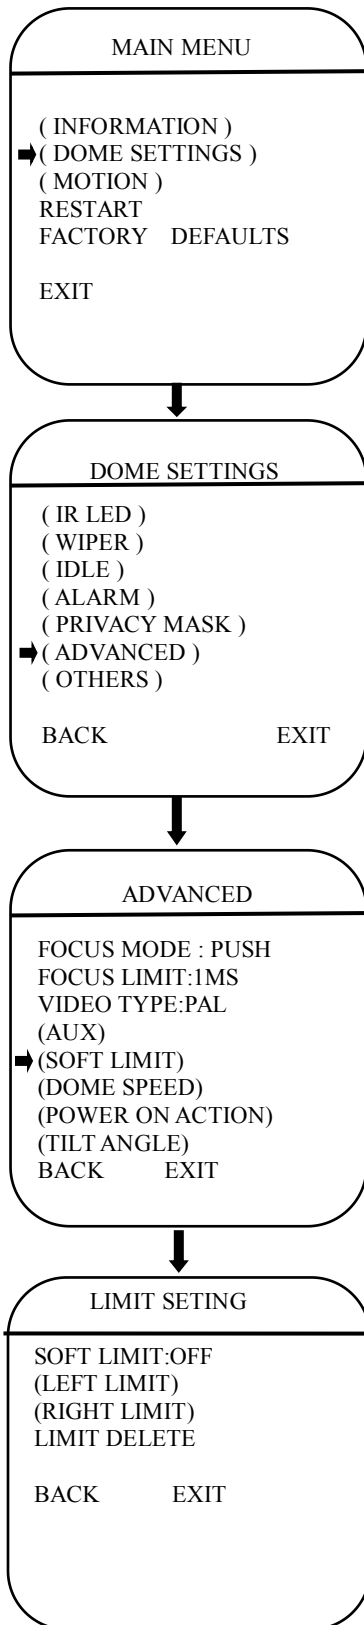 MAIN MENU
( INFORMATION )
( DOME SETTINGS )
( MOTION )
RESTART
FACTORY DEFAULTS
EXIT
DOME SETTINGS
( IR LED )
( WIPER )
( IDLE )
( ALARM )
( PRIVACY MASK )
( ADVANCED )
( OTHERS )
BACK EXIT
ADVANCED
FOCUS MODE : PUSH
FOCUS LIMIT:1MS
VIDEO TYPE:PAL
(AUX)
(SOFT LIMIT)
(DOME SPEED)
(POWER ON ACTION)
(TILT ANGLE)
BACK EXIT
LIMIT SETING
SOFT LIMIT:OFF
(LEFT LIMIT)
(RIGHT LIMIT)
LIMIT DELETE
BACK EXIT